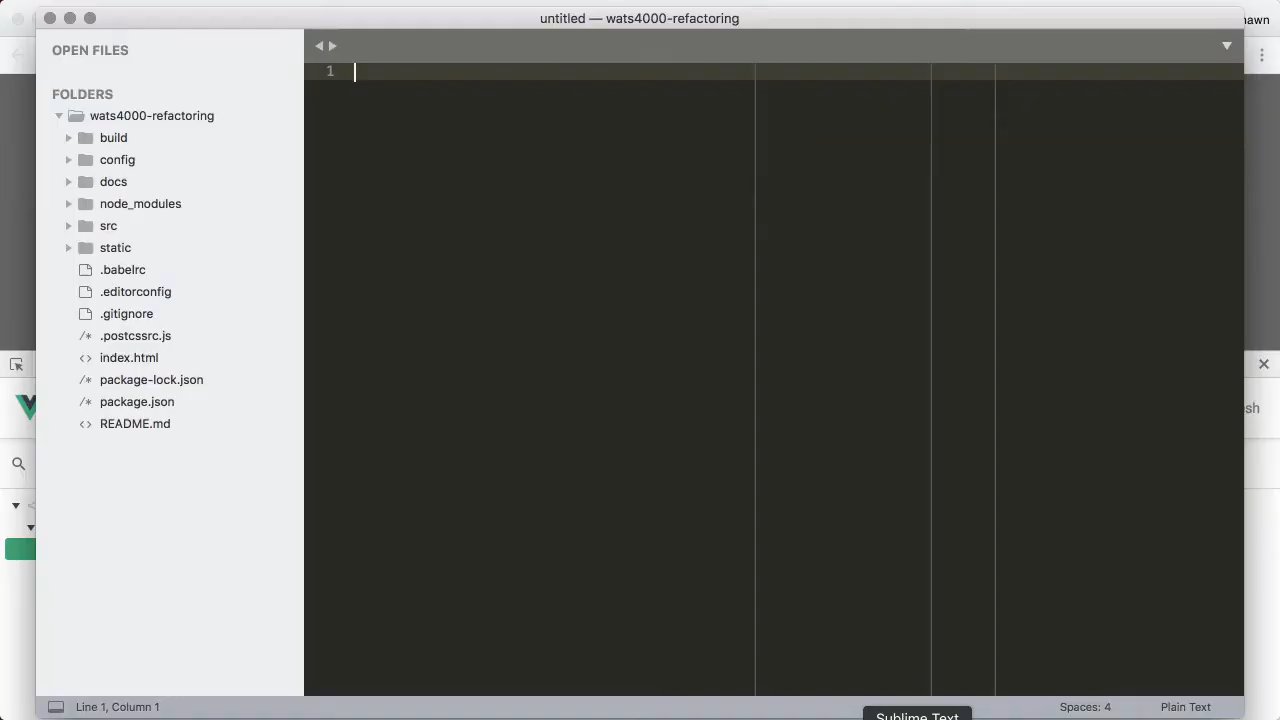 untitled — wats4000-refactoring
awn
OPEN FILES
FOLDERS
wats4000-refactoring
build
config
docs
node_modules
src
static
.babelrc
.editorconfig
.gitignore
/* .postcssrc.js
<> index.html
/* package-lock.json
/* package.json
<> README.md
1
esh
Line 1, Column 1
Sublime Text
Spaces: 4
Plain Text